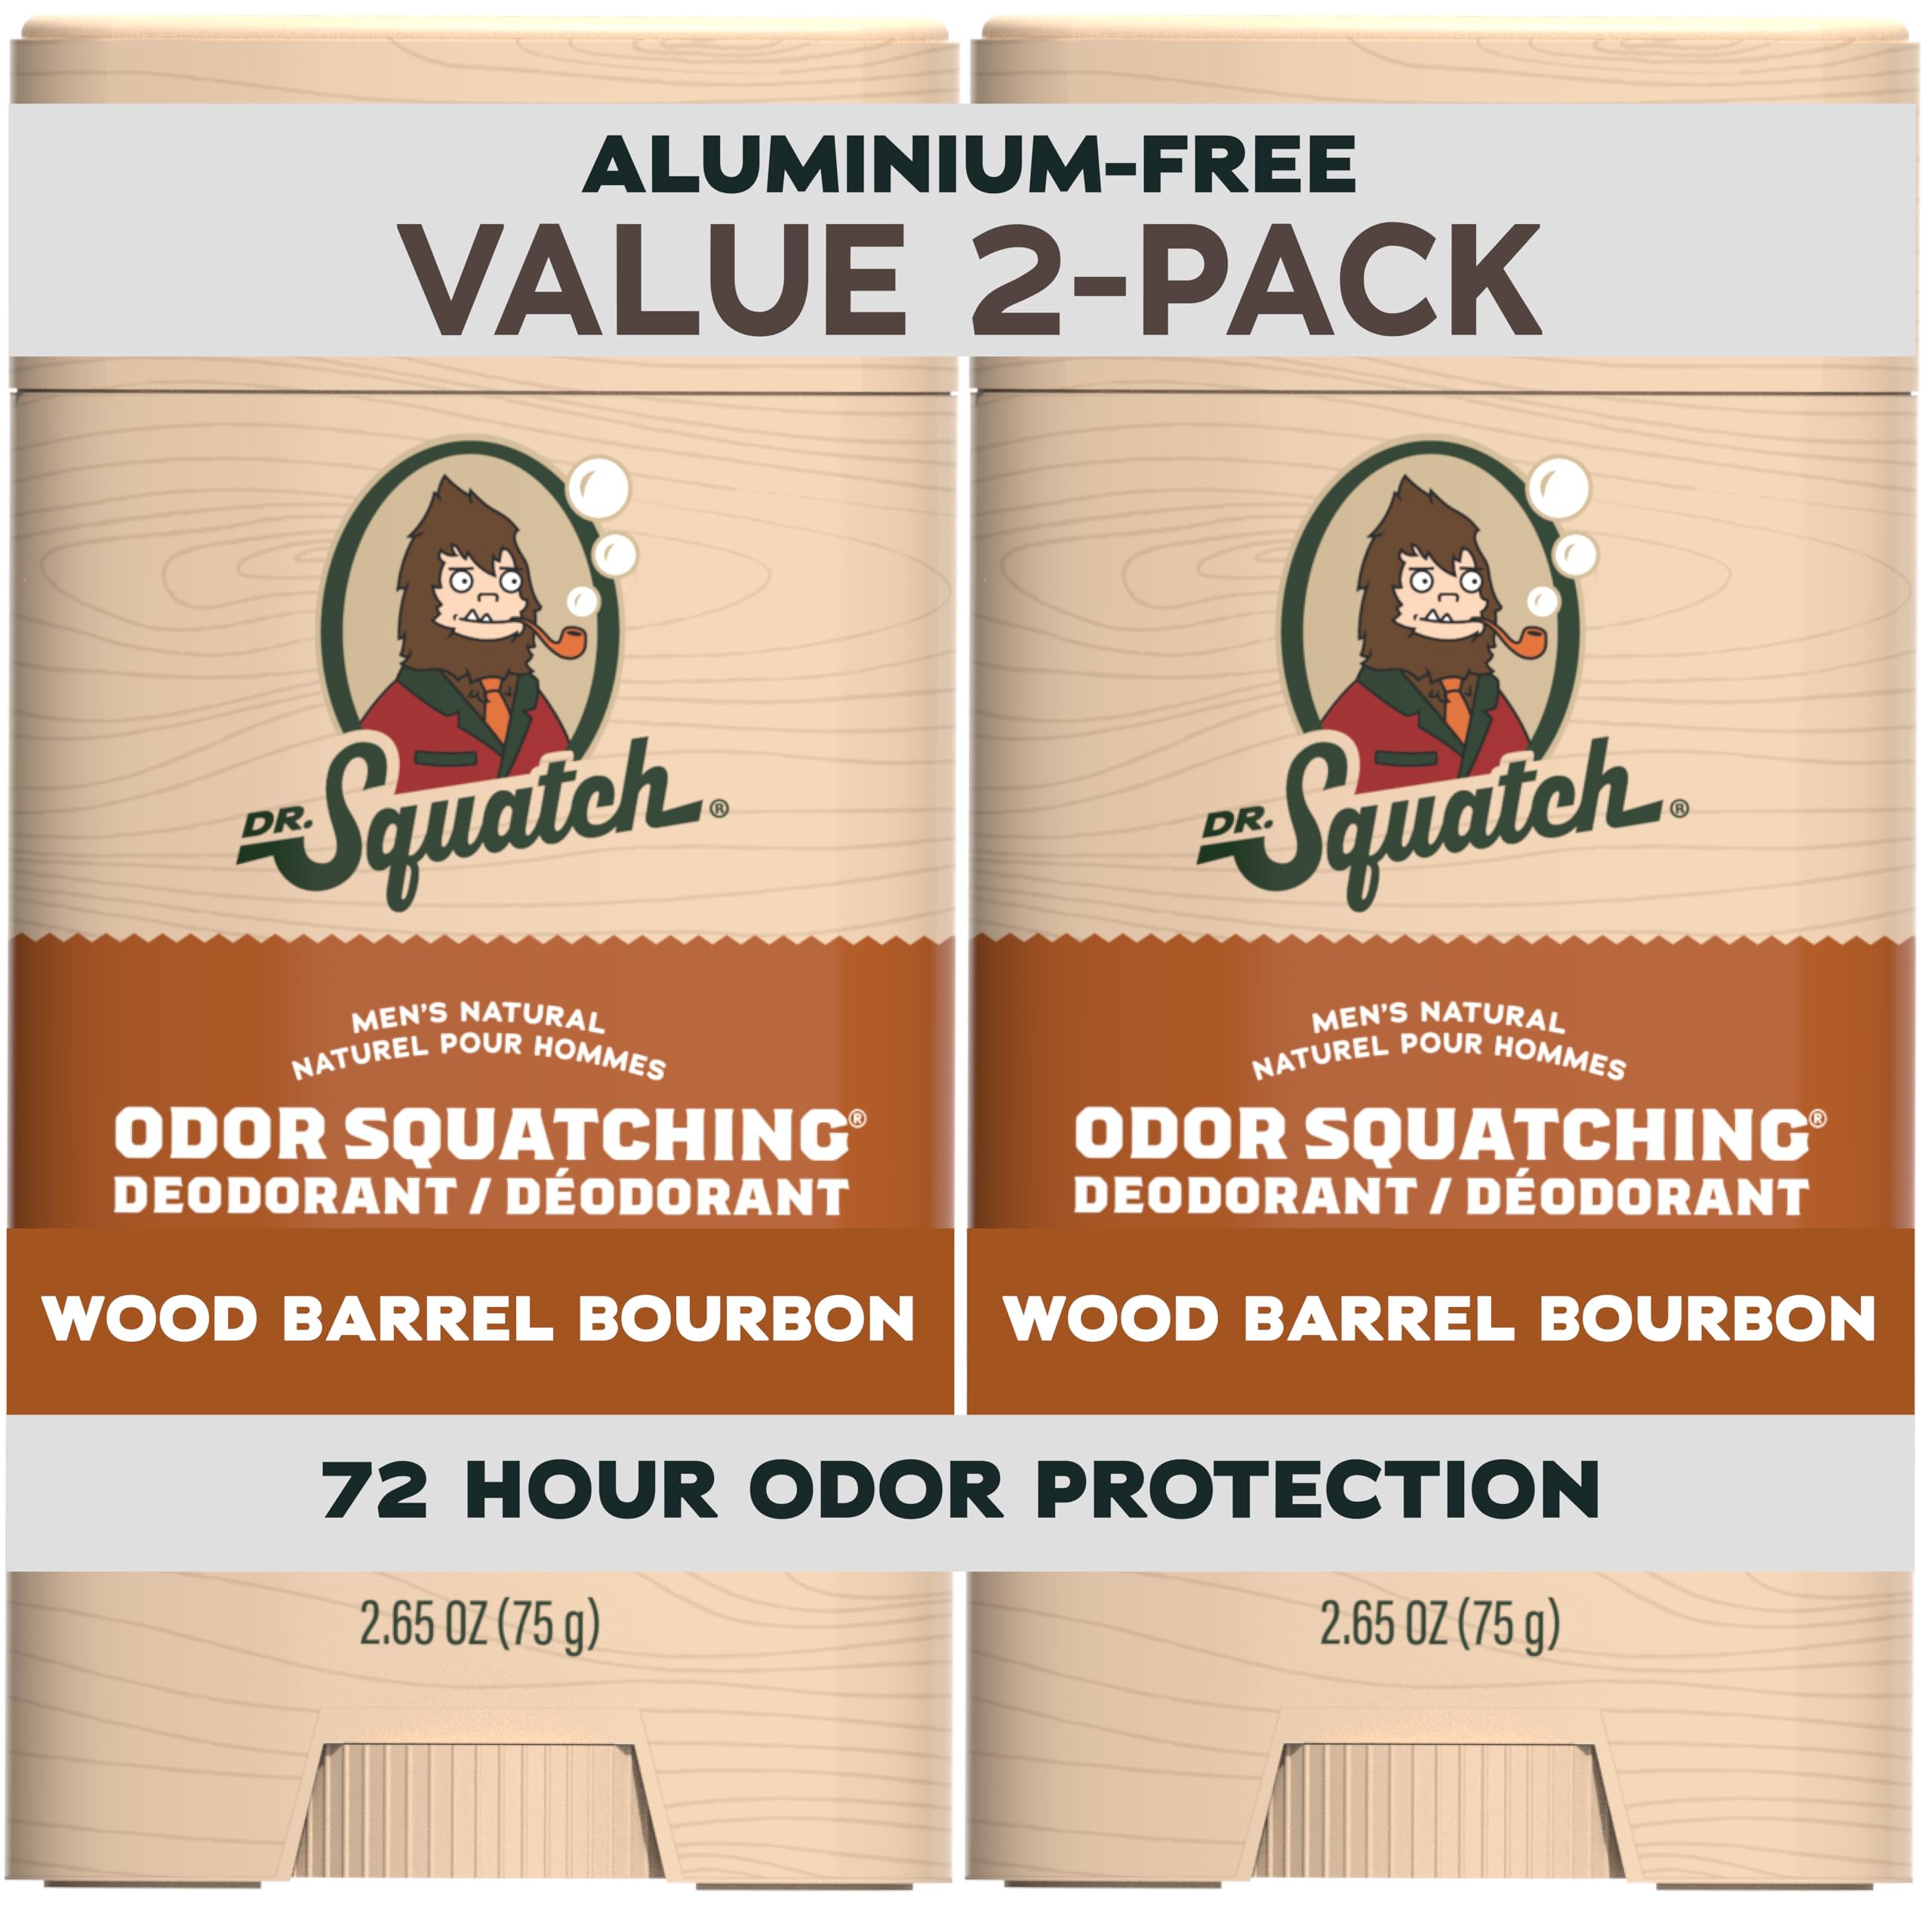 ALUMINIUM-FREE
VALUE 2-PACK
DR. Squatch®
MEN'S NATURAL
NATUREL POUR HOMMES
ODOR SQUATCHING®
DEODORANT / DÉODORANT
WOOD BARREL BOURBON
DR. Squatch®
MEN'S NATURAL
NATUREL POUR HOMMES
ODOR SQUATCHING®
DEODORANT / DÉODORANT
WOOD BARREL BOURBON
72 HOUR ODOR PROTECTION
2.65 OZ (75 g)
2.65 OZ (75 g)